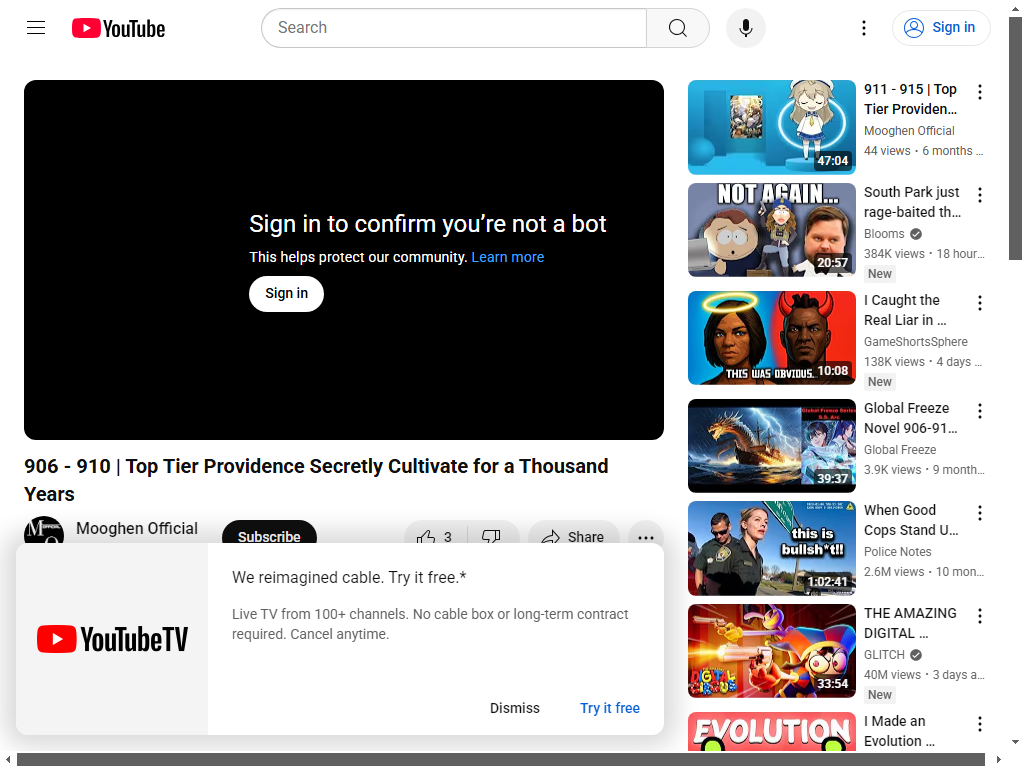 YouTube
Search
Sign in
Sign in to confirm you’re not a bot
This helps protect our community. Learn more
Sign in
906 - 910 | Top Tier Providence Secretly Cultivate for a Thousand
Years
Mooghen Official
Subscribe
3
Share
We reimagined cable. Try it free.*
Live TV from 100+ channels. No cable box or long-term contract
required. Cancel anytime.
YouTubeTV
Dismiss
Try it free
47:04
911 - 915 | Top
Tier Providen…
Mooghen Official
44 views • 6 months …
NOT AGAIN...
20:57
South Park just
rage-baited th…
Blooms
384K views • 18 hour…
New
THIS WAS OBVIOUS...
10:08
I Caught the
Real Liar in …
GameShortsSphere
138K views • 4 days …
New
39:37
Global Freeze
Novel 906-91…
Global Freeze
3.9K views • 9 month…
this is
bullsh*t!!
1:02:41
When Good
Cops Stand U…
Police Notes
2.6M views • 10 mon…
DIGITAL
CIRCUS
33:54
THE AMAZING
DIGITAL …
GLITCH
40M views • 3 days a…
New
EVOLUTION
I Made an
Evolution …